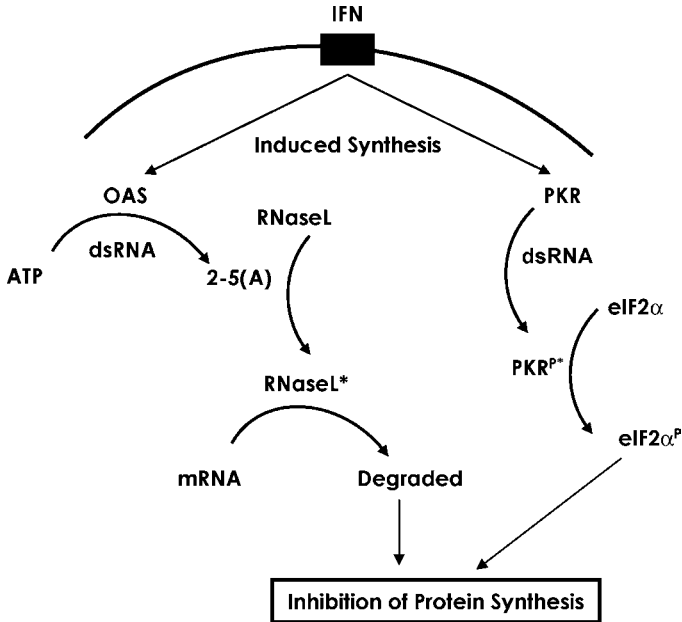 IFN
Induced Synthesis
OAS
PKR
RNaseL
dsRNA
dsRNA
ATP
2-5(A)
eIF2α
PKRᴾ*
RNaseL*
eIF2αᴾ
mRNA
Degraded
Inhibition of Protein Synthesis